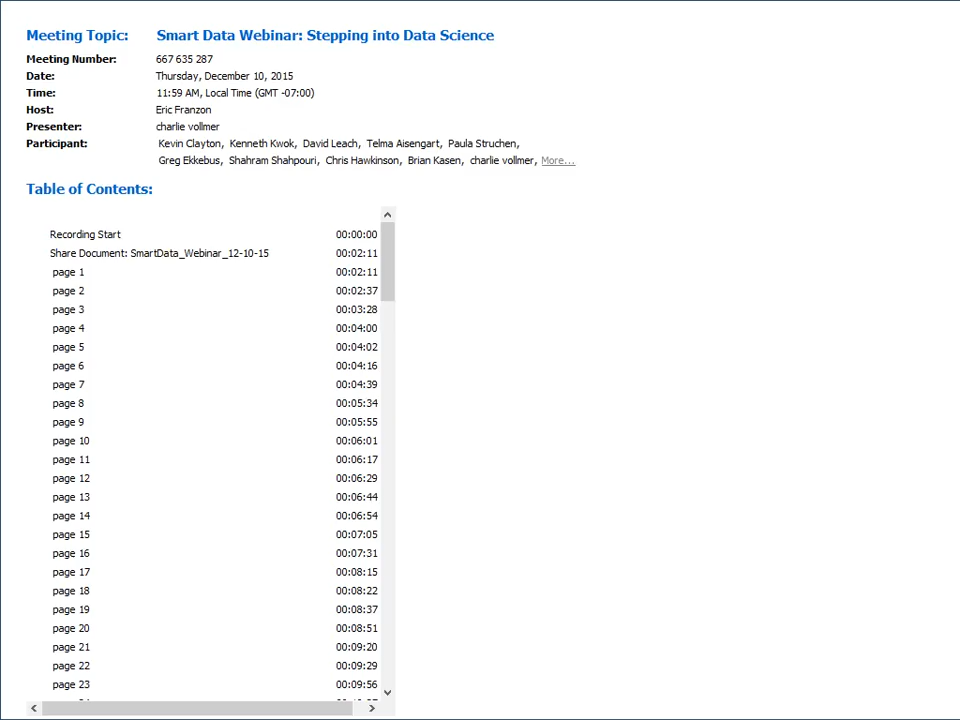 Meeting Topic: Smart Data Webinar: Stepping into Data Science
Meeting Number: 667 635 287
Date: Thursday, December 10, 2015
Time: 11:59 AM, Local Time (GMT -07:00)
Host: Eric Franzon
Presenter: charlie vollmer
Participant: Kevin Clayton, Kenneth Kwok, David Leach, Telma Aisengart, Paula Struchen,
Greg Ekkebus, Shahram Shahpouri, Chris Hawkinson, Brian Kasen, charlie vollmer, More...
Table of Contents:
Recording Start 00:00:00
Share Document: SmartData_Webinar_12-10-15 00:02:11
page 1 00:02:11
page 2 00:02:37
page 3 00:03:28
page 4 00:04:00
page 5 00:04:02
page 6 00:04:16
page 7 00:04:39
page 8 00:05:34
page 9 00:05:55
page 10 00:06:01
page 11 00:06:17
page 12 00:06:29
page 13 00:06:44
page 14 00:06:54
page 15 00:07:05
page 16 00:07:31
page 17 00:08:15
page 18 00:08:22
page 19 00:08:37
page 20 00:08:51
page 21 00:09:20
page 22 00:09:29
page 23 00:09:56